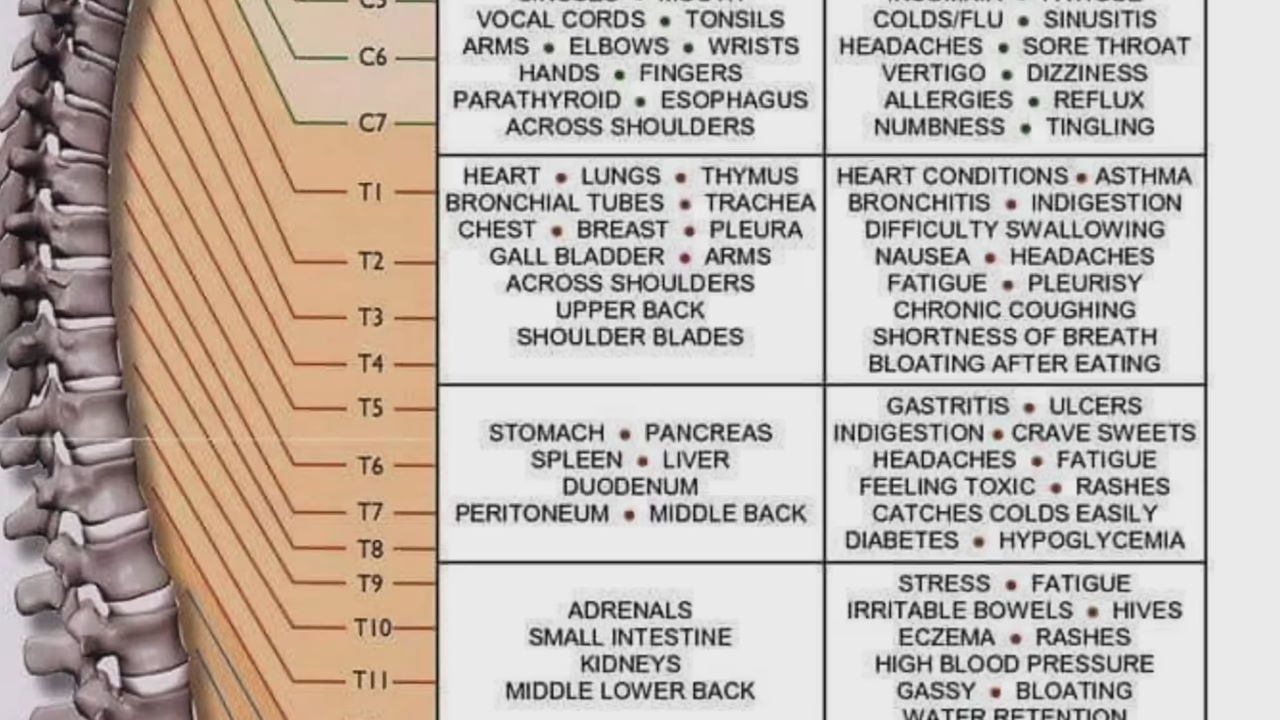 C6
C7
T1
T2
T3
T4
T5
T6
T7
T8
T9
T10
T11
VOCAL CORDS • TONSILS
ARMS • ELBOWS • WRISTS
HANDS • FINGERS
PARATHYROID • ESOPHAGUS
ACROSS SHOULDERS
COLDS/FLU • SINUSITIS
HEADACHES • SORE THROAT
VERTIGO • DIZZINESS
ALLERGIES • REFLUX
NUMBNESS • TINGLING
HEART • LUNGS • THYMUS
BRONCHIAL TUBES • TRACHEA
CHEST • BREAST • PLEURA
GALL BLADDER • ARMS
ACROSS SHOULDERS
UPPER BACK
SHOULDER BLADES
HEART CONDITIONS • ASTHMA
BRONCHITIS • INDIGESTION
DIFFICULTY SWALLOWING
NAUSEA • HEADACHES
FATIGUE • PLEURISY
CHRONIC COUGHING
SHORTNESS OF BREATH
BLOATING AFTER EATING
STOMACH • PANCREAS
SPLEEN • LIVER
DUODENUM
PERITONEUM • MIDDLE BACK
GASTRITIS • ULCERS
INDIGESTION • CRAVE SWEETS
HEADACHES • FATIGUE
FEELING TOXIC • RASHES
CATCHES COLDS EASILY
DIABETES • HYPOGLYCEMIA
ADRENALS
SMALL INTESTINE
KIDNEYS
MIDDLE LOWER BACK
STRESS • FATIGUE
IRRITABLE BOWELS • HIVES
ECZEMA • RASHES
HIGH BLOOD PRESSURE
GASSY • BLOATING
WATER RETENTION